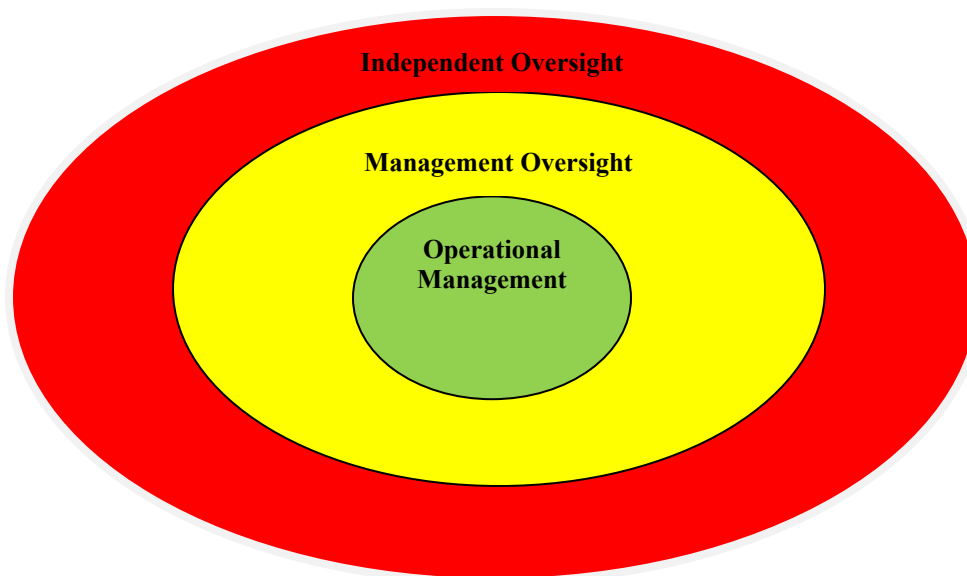 Independent Oversight
Management Oversight
Operational
Management